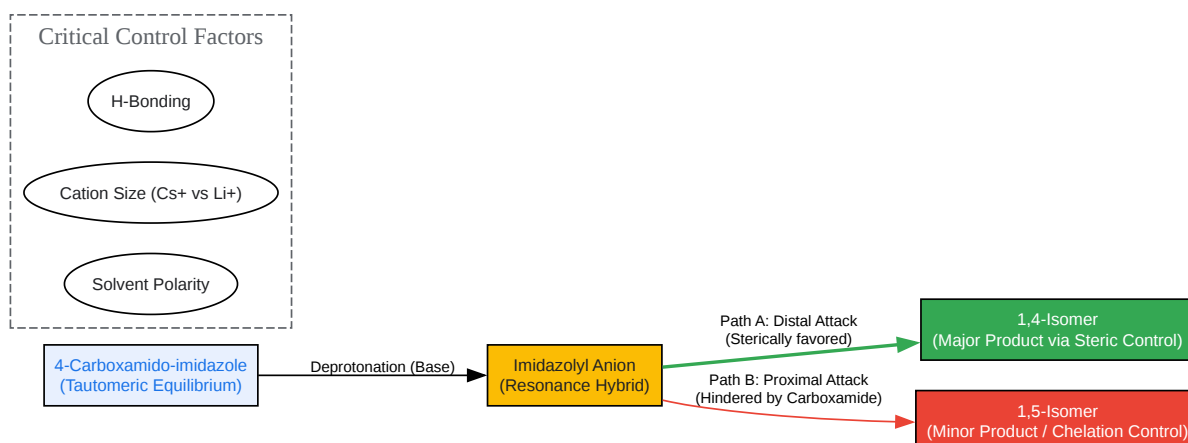 Critical Control Factors
H-Bonding
Cation Size (Cs+ vs Li+)
Solvent Polarity
4-Carboxamido-imidazole
(Tautomeric Equilibrium)
Deprotonation (Base)
Imidazolyl Anion
(Resonance Hybrid)
Path A: Distal Attack
(Sterically favored)
Path B: Proximal Attack
(Hindered by Carboxamide)
1,4-Isomer
(Major Product via Steric Control)
1,5-Isomer
(Minor Product / Chelation Control)